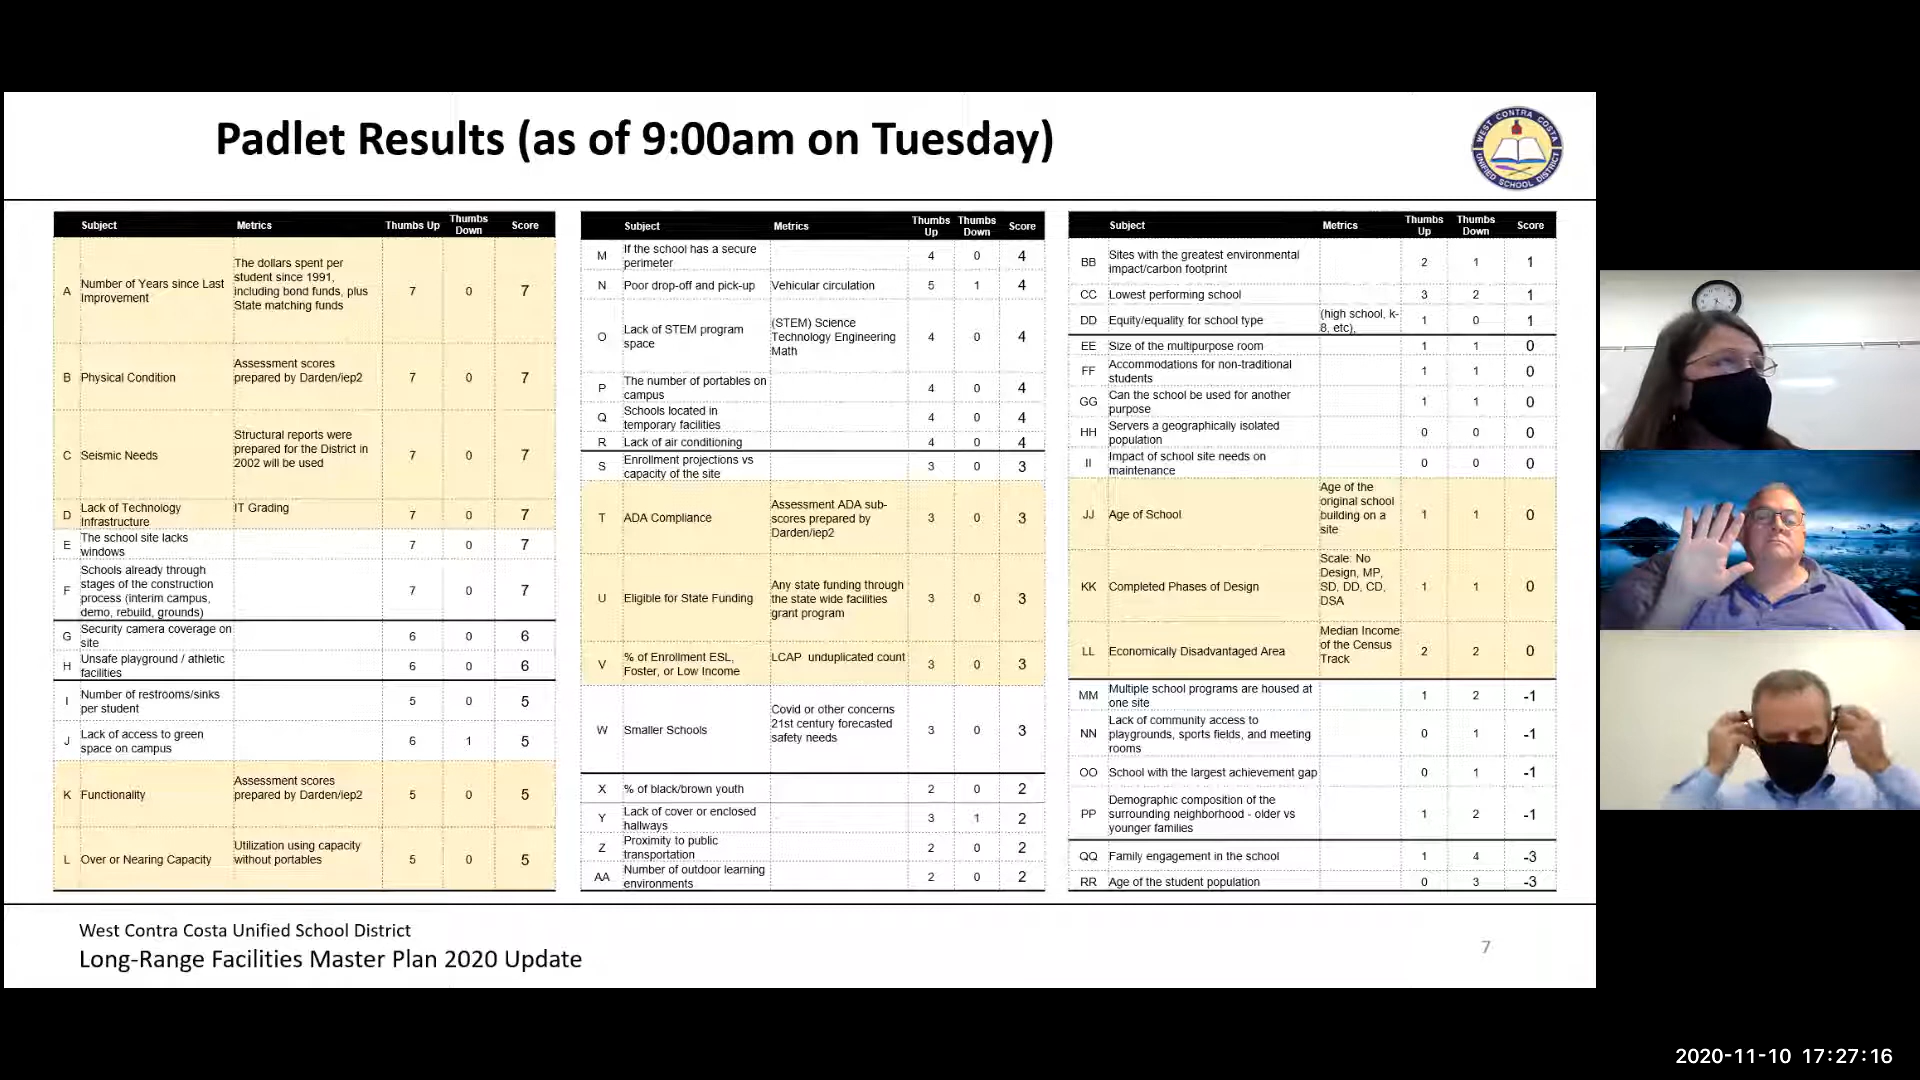 Padlet Results (as of 9:00am on Tuesday)
WEST CONTRA COSTA
UNIFIED SCHOOL DISTRICT
Subject Metrics Thumbs Up Thumbs Down Score
A Number of Years since Last Improvement The dollars spent per student since 1991, including bond funds, plus State matching funds 7 0 7
B Physical Condition Assessment scores prepared by Darden/iep2 7 0 7
C Seismic Needs Structural reports were prepared for the District in 2002 will be used 7 0 7
D Lack of Technology Infrastructure IT Grading 7 0 7
E The school site lacks windows 7 0 7
F Schools already through stages of the construction process (interim campus, demo, rebuild, grounds) 7 0 7
G Security camera coverage on site 6 0 6
H Unsafe playground / athletic facilities 6 0 6
I Number of restrooms/sinks per student 5 0 5
J Lack of access to green space on campus 6 1 5
K Functionality Assessment scores prepared by Darden/iep2 5 0 5
L Over or Nearing Capacity Utilization using capacity without portables 5 0 5
Subject Metrics Thumbs Up Thumbs Down Score
M If the school has a secure perimeter 4 0 4
N Poor drop-off and pick-up Vehicular circulation 5 1 4
O Lack of STEM program space (STEM) Science Technology Engineering Math 4 0 4
P The number of portables on campus 4 0 4
Q Schools located in temporary facilities 4 0 4
R Lack of air conditioning 4 0 4
S Enrollment projections vs capacity of the site 3 0 3
T ADA Compliance Assessment ADA sub-scores prepared by Darden/iep2 3 0 3
U Eligible for State Funding Any state funding through the state wide facilities grant program 3 0 3
V % of Enrollment ESL, Foster, or Low Income LCAP unduplicated count 3 0 3
W Smaller Schools Covid or other concerns 21st century forecasted safety needs 3 0 3
X % of black/brown youth 2 0 2
Y Lack of cover or enclosed hallways 3 1 2
Z Proximity to public transportation 2 0 2
AA Number of outdoor learning environments 2 0 2
Subject Metrics Thumbs Up Thumbs Down Score
BB Sites with the greatest environmental impact/carbon footprint 2 1 1
CC Lowest performing school 3 2 1
DD Equity/equality for school type (high school, k-8, etc), 1 0 1
EE Size of the multipurpose room 1 1 0
FF Accommodations for non-traditional students 1 1 0
GG Can the school be used for another purpose 1 1 0
HH Servers a geographically isolated population 0 0 0
II Impact of school site needs on maintenance 0 0 0
JJ Age of School Age of the original school building on a site 1 1 0
KK Completed Phases of Design Scale: No Design, MP, SD, DD, CD, DSA 1 1 0
LL Economically Disadvantaged Area Median Income of the Census Track 2 2 0
MM Multiple school programs are housed at one site 1 2 -1
NN Lack of community access to playgrounds, sports fields, and meeting rooms 0 1 -1
OO School with the largest achievement gap 0 1 -1
PP Demographic composition of the surrounding neighborhood - older vs younger families 1 2 -1
QQ Family engagement in the school 1 4 -3
RR Age of the student population 0 3 -3
West Contra Costa Unified School District
Long-Range Facilities Master Plan 2020 Update
7
2020-11-10 17:27:16